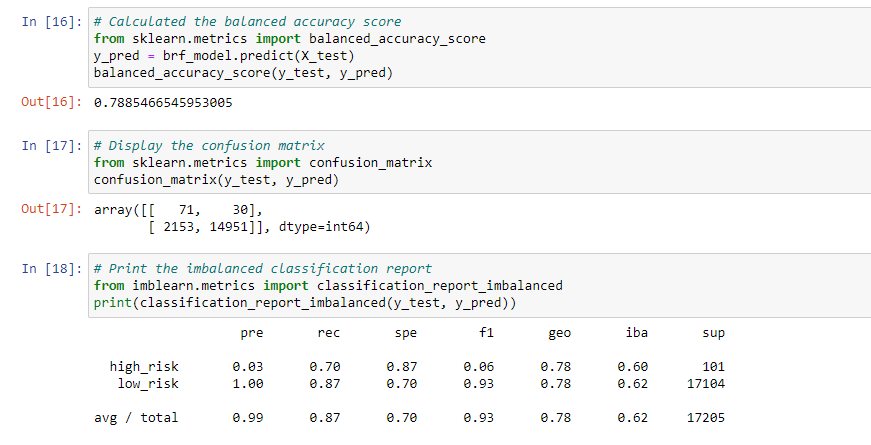 In [16]: # Calculated the balanced accuracy score
from sklearn.metrics import balanced_accuracy_score
y_pred = brf_model.predict(X_test)
balanced_accuracy_score(y_test, y_pred)
Out[16]: 0.7885466545953005
In [17]: # Display the confusion matrix
from sklearn.metrics import confusion_matrix
confusion_matrix(y_test, y_pred)
Out[17]: array([[   71,    30],
       [ 2153, 14951]], dtype=int64)
In [18]: # Print the imbalanced classification report
from imblearn.metrics import classification_report_imbalanced
print(classification_report_imbalanced(y_test, y_pred))
pre rec spe f1 geo iba sup
high_risk 0.03 0.70 0.87 0.06 0.78 0.60 101
low_risk 1.00 0.87 0.70 0.93 0.78 0.62 17104
avg / total 0.99 0.87 0.70 0.93 0.78 0.62 17205